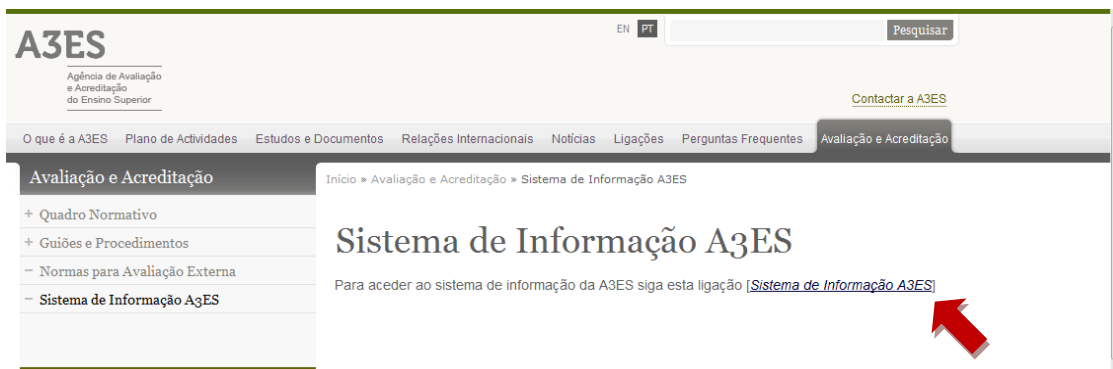 EN PT
Pesquisar
A3ES
Agência de Avaliação
e Acreditação
do Ensino Superior
Contactar a A3ES
O que é a A3ES Plano de Actividades Estudos e Documentos Relações Internacionais Notícias Ligações Perguntas Frequentes Avaliação e Acreditação
Avaliação e Acreditação
Início » Avaliação e Acreditação » Sistema de Informação A3ES
+ Quadro Normativo
+ Guiões e Procedimentos
− Normas para Avaliação Externa
− Sistema de Informação A3ES
Sistema de Informação A3ES
Para aceder ao sistema de informação da A3ES siga esta ligação [Sistema de Informação A3ES]